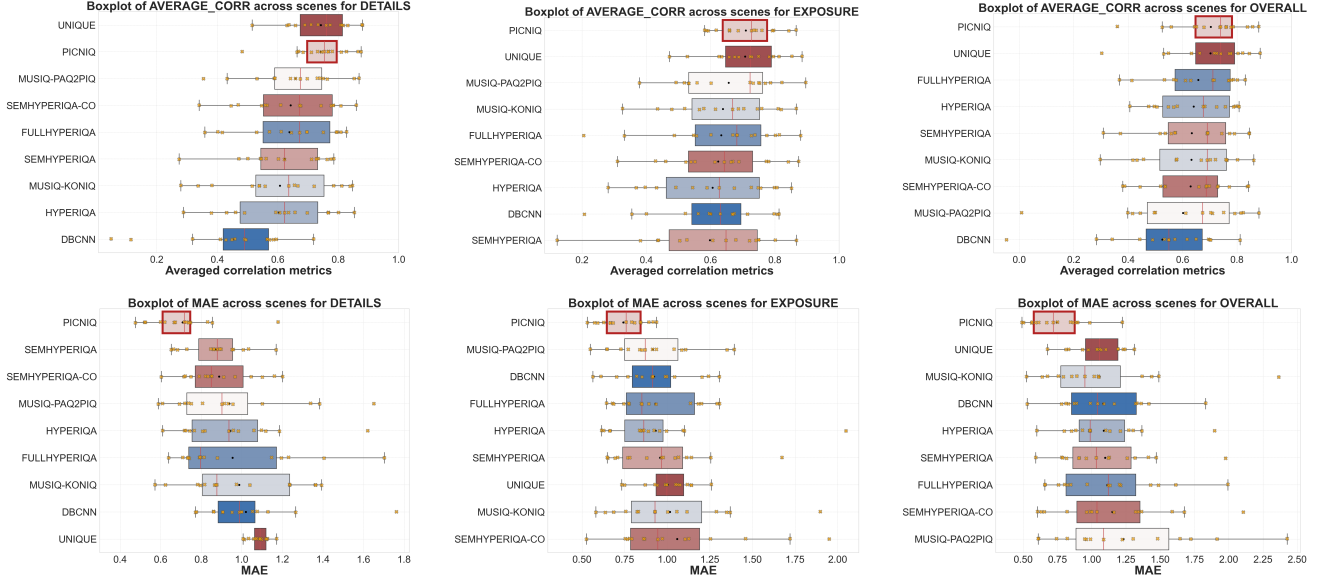 Boxplot of AVERAGE_CORR across scenes for DETAILS
UNIQUE
PICNIQ
MUSIQ-PAQ2PIQ
SEMHYPERIQA-CO
FULLHYPERIQA
SEMHYPERIQA
MUSIQ-KONIQ
HYPERIQA
DBCNN
0.2 0.4 0.6 0.8 1.0
Averaged correlation metrics
Boxplot of AVERAGE_CORR across scenes for EXPOSURE
PICNIQ
UNIQUE
MUSIQ-PAQ2PIQ
MUSIQ-KONIQ
FULLHYPERIQA
SEMHYPERIQA-CO
HYPERIQA
DBCNN
SEMHYPERIQA
0.2 0.4 0.6 0.8 1.0
Averaged correlation metrics
Boxplot of AVERAGE_CORR across scenes for OVERALL
PICNIQ
UNIQUE
FULLHYPERIQA
HYPERIQA
SEMHYPERIQA
MUSIQ-KONIQ
SEMHYPERIQA-CO
MUSIQ-PAQ2PIQ
DBCNN
0.0 0.2 0.4 0.6 0.8 1.0
Averaged correlation metrics
Boxplot of MAE across scenes for DETAILS
PICNIQ
SEMHYPERIQA
SEMHYPERIQA-CO
MUSIQ-PAQ2PIQ
HYPERIQA
FULLHYPERIQA
MUSIQ-KONIQ
DBCNN
UNIQUE
0.4 0.6 0.8 1.0 1.2 1.4 1.6 1.8
MAE
Boxplot of MAE across scenes for EXPOSURE
PICNIQ
MUSIQ-PAQ2PIQ
DBCNN
FULLHYPERIQA
HYPERIQA
SEMHYPERIQA
UNIQUE
MUSIQ-KONIQ
SEMHYPERIQA-CO
0.50 0.75 1.00 1.25 1.50 1.75 2.00
MAE
Boxplot of MAE across scenes for OVERALL
PICNIQ
UNIQUE
MUSIQ-KONIQ
DBCNN
HYPERIQA
SEMHYPERIQA
FULLHYPERIQA
SEMHYPERIQA-CO
MUSIQ-PAQ2PIQ
0.50 0.75 1.00 1.25 1.50 1.75 2.00 2.25 2.50
MAE